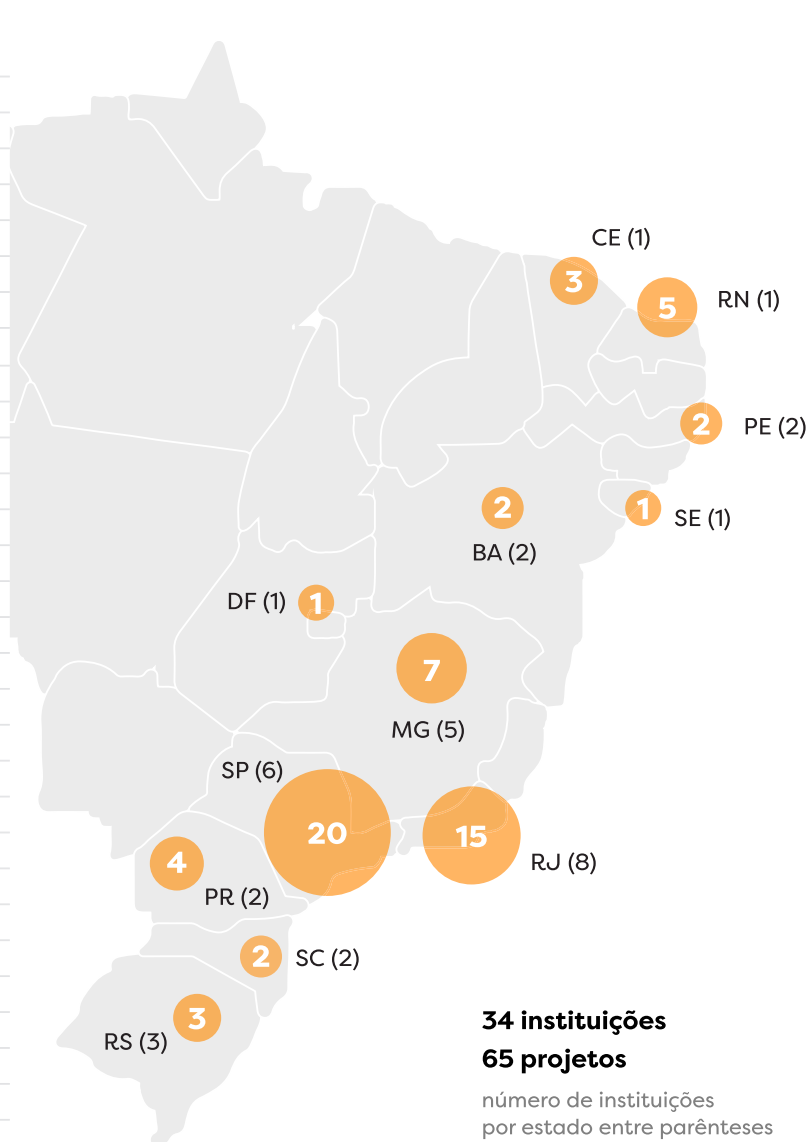 CE (1)
3
5
RN (1)
2
PE (2)
2
1
SE (1)
BA (2)
DF (1)
1
7
MG (5)
SP (6)
20
15
RJ (8)
4
PR (2)
2
SC (2)
3
RS (3)
34 instituições
65 projetos
número de instituições
por estado entre parênteses